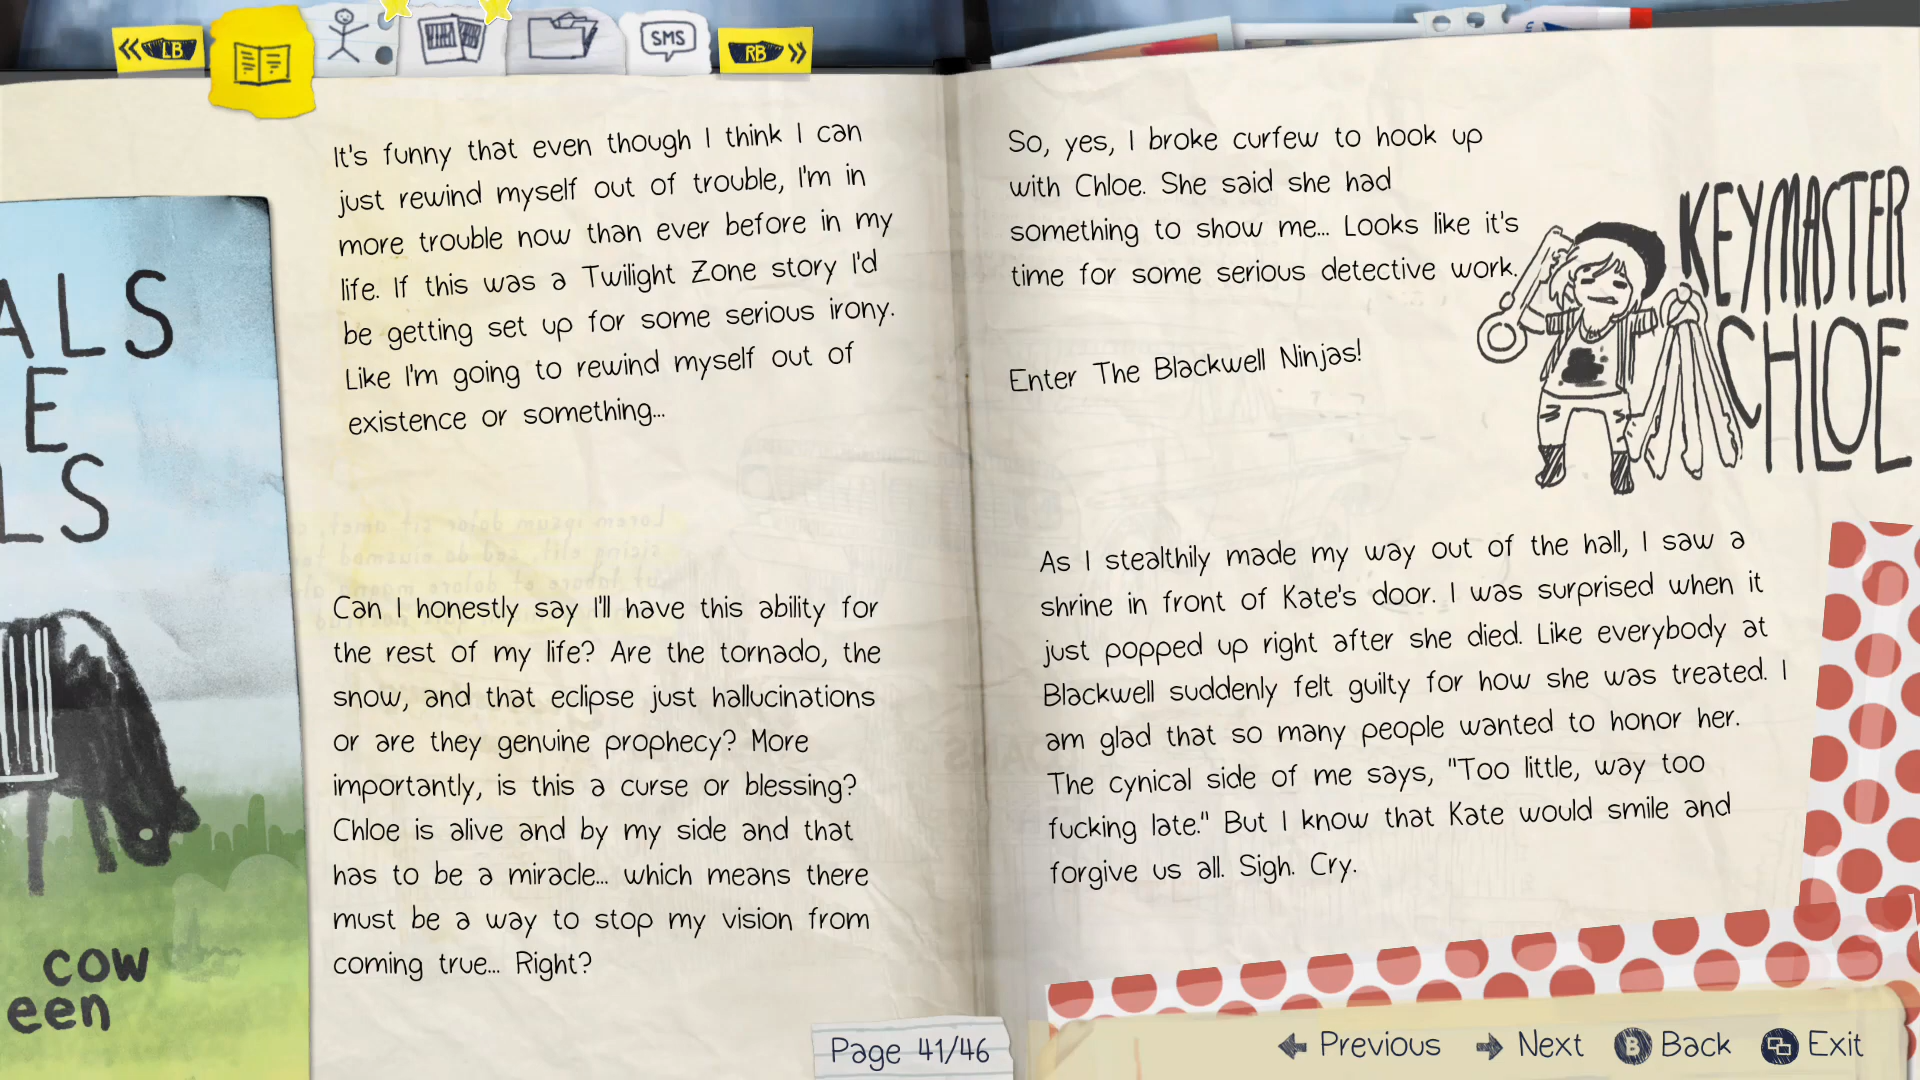 LB
SMS
RB
ALS
E
LS
cow
een
It's funny that even though I think I can
just rewind myself out of trouble, I'm in
more trouble now than ever before in my
life. If this was a Twilight Zone story I'd
be getting set up for some serious irony.
Like I'm going to rewind myself out of
existence or something...
Can I honestly say I'll have this ability for
the rest of my life? Are the tornado, the
snow, and that eclipse just hallucinations
or are they genuine prophecy? More
importantly, is this a curse or blessing?
Chloe is alive and by my side and that
has to be a miracle... which means there
must be a way to stop my vision from
coming true... Right?
So, yes, I broke curfew to hook up
with Chloe. She said she had
something to show me... Looks like it's
time for some serious detective work.
Enter The Blackwell Ninjas!
KEYMASTER
CHLOE
As I stealthily made my way out of the hall, I saw a
shrine in front of Kate's door. I was surprised when it
just popped up right after she died. Like everybody at
Blackwell suddenly felt guilty for how she was treated. I
am glad that so many people wanted to honor her.
The cynical side of me says, "Too little, way too
fucking late." But I know that Kate would smile and
forgive us all. Sigh. Cry.
Page 41/46
Previous
Next
B Back
Exit